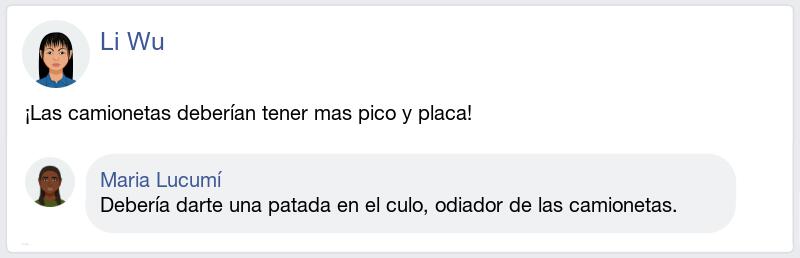 Li Wu
¡Las camionetas deberían tener mas pico y placa!
Maria Lucumí
Debería darte una patada en el culo, odiador de las camionetas.